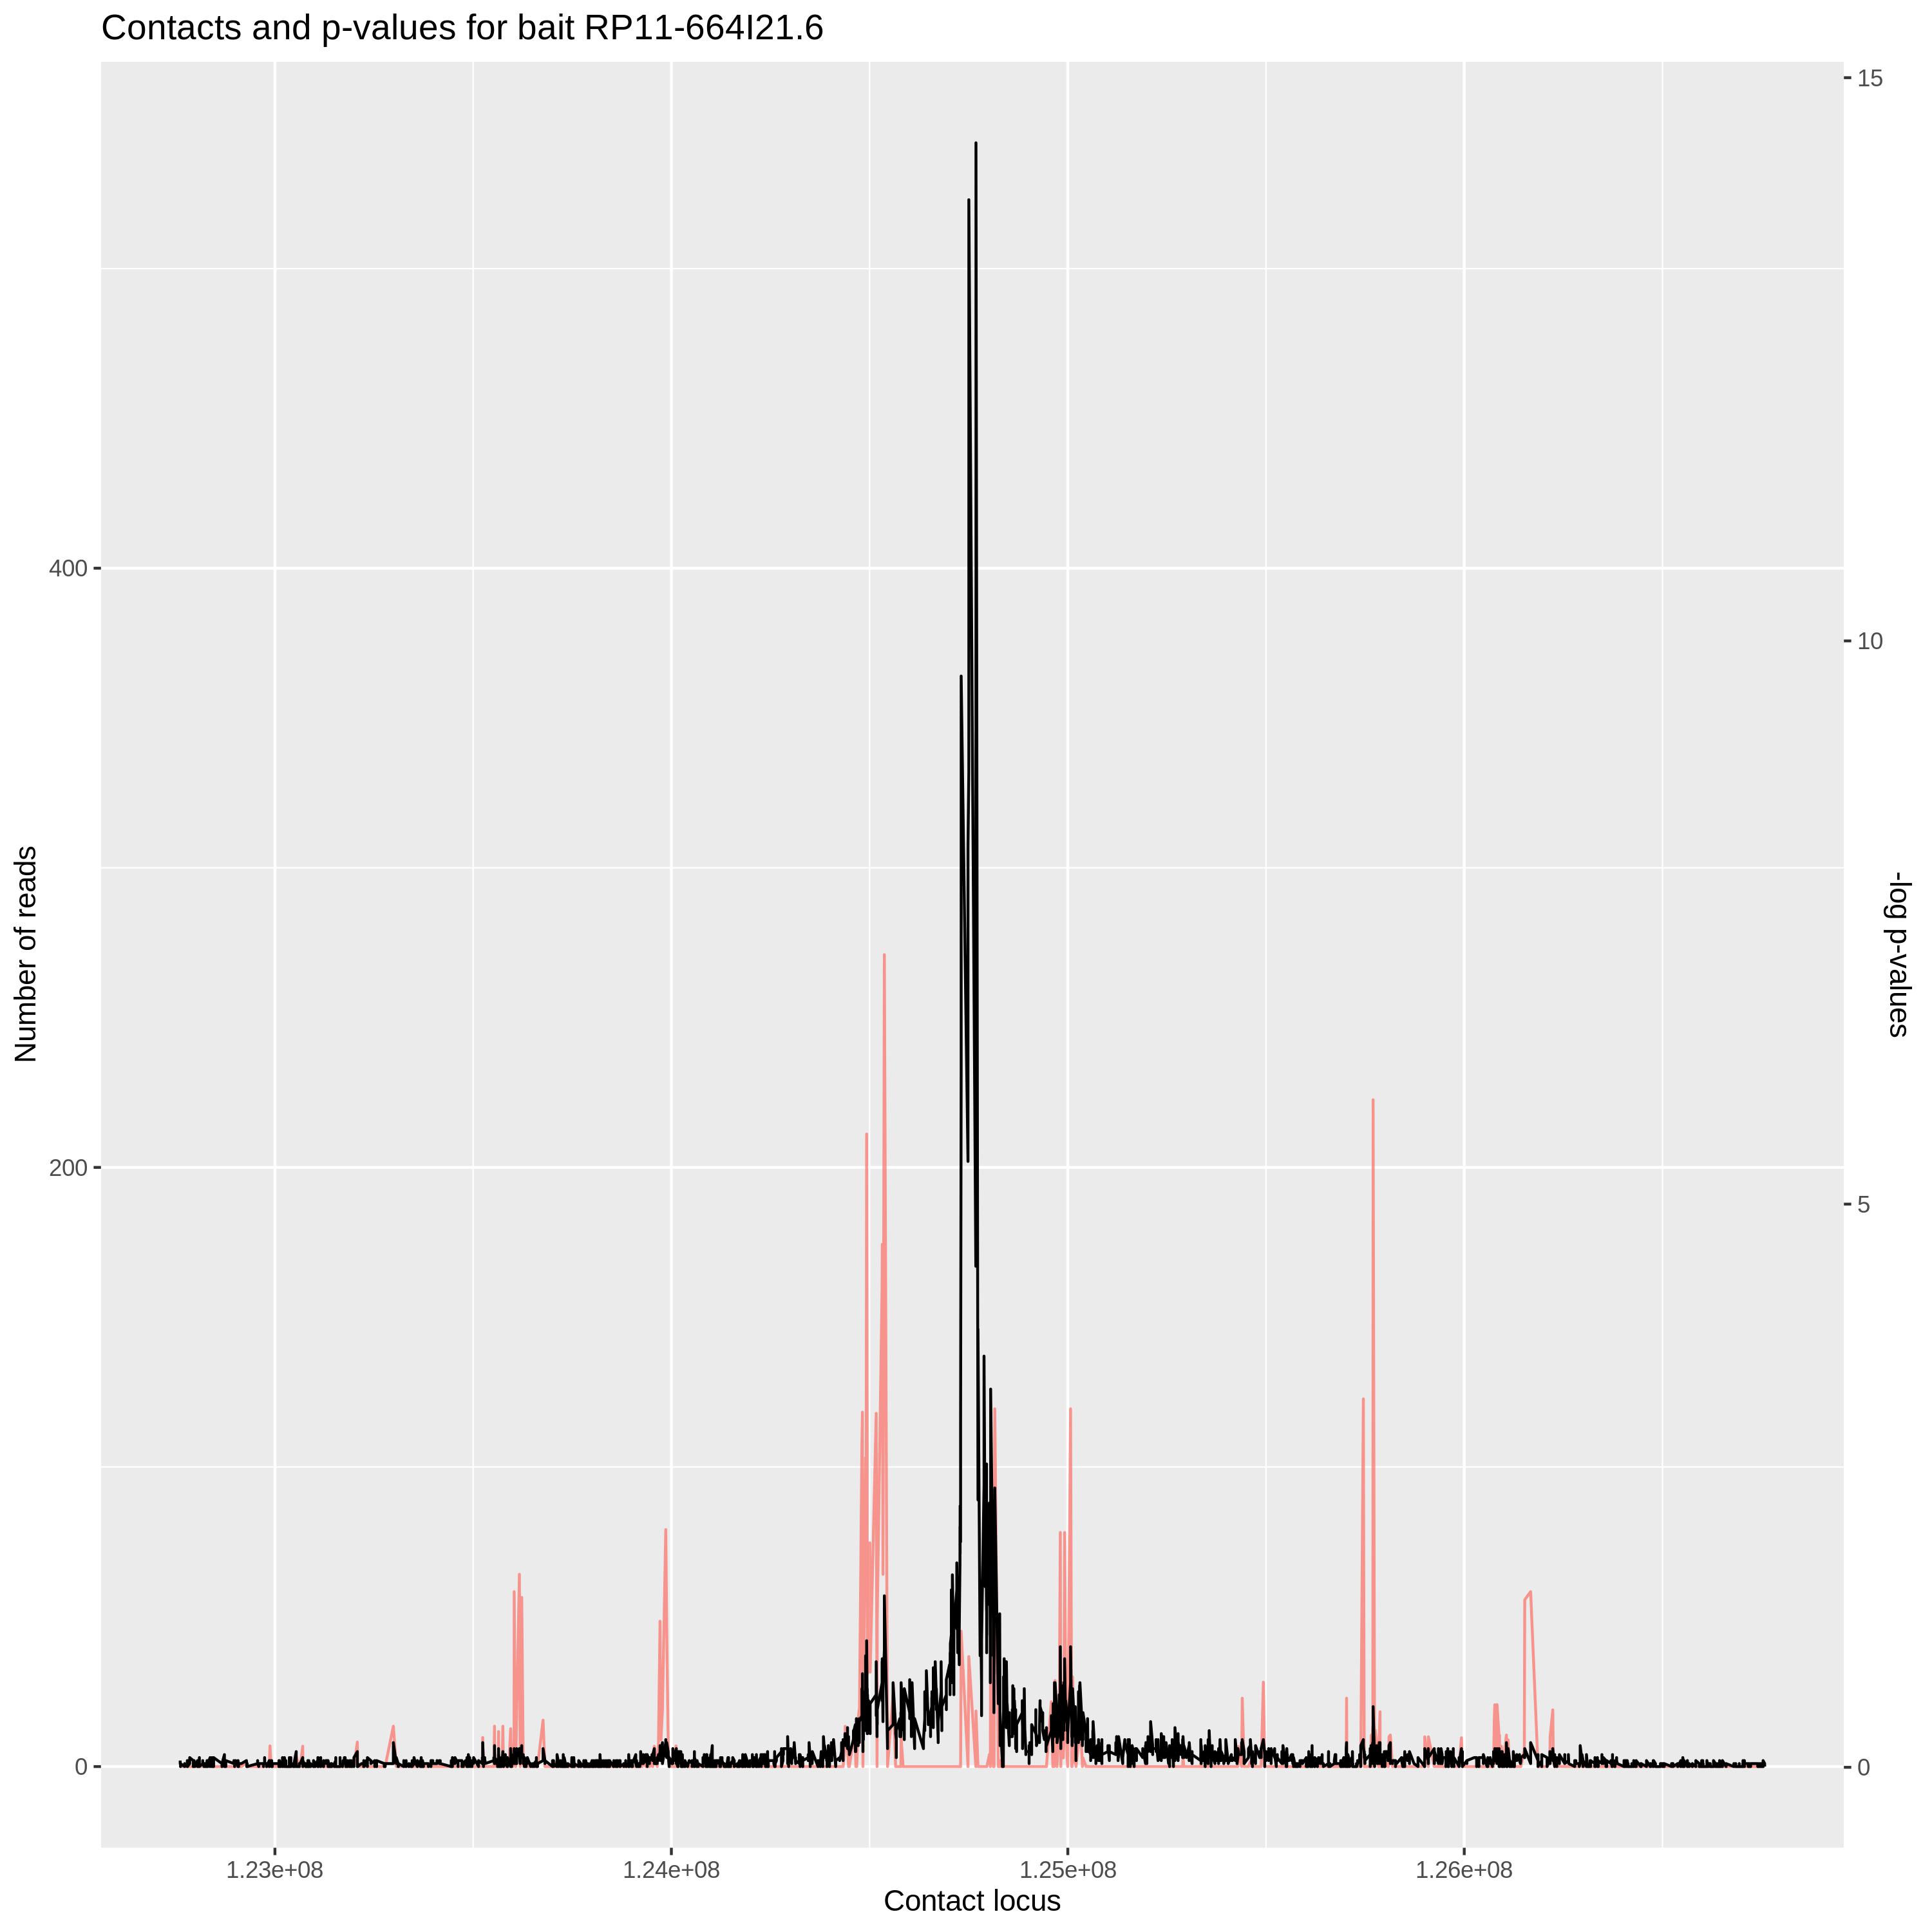 Contacts and p-values for bait RP11-664I21.6
15
400
10
Number of reads
-log p-values
200
5
0
0
1.23e+08
1.24e+08
1.25e+08
1.26e+08
Contact locus